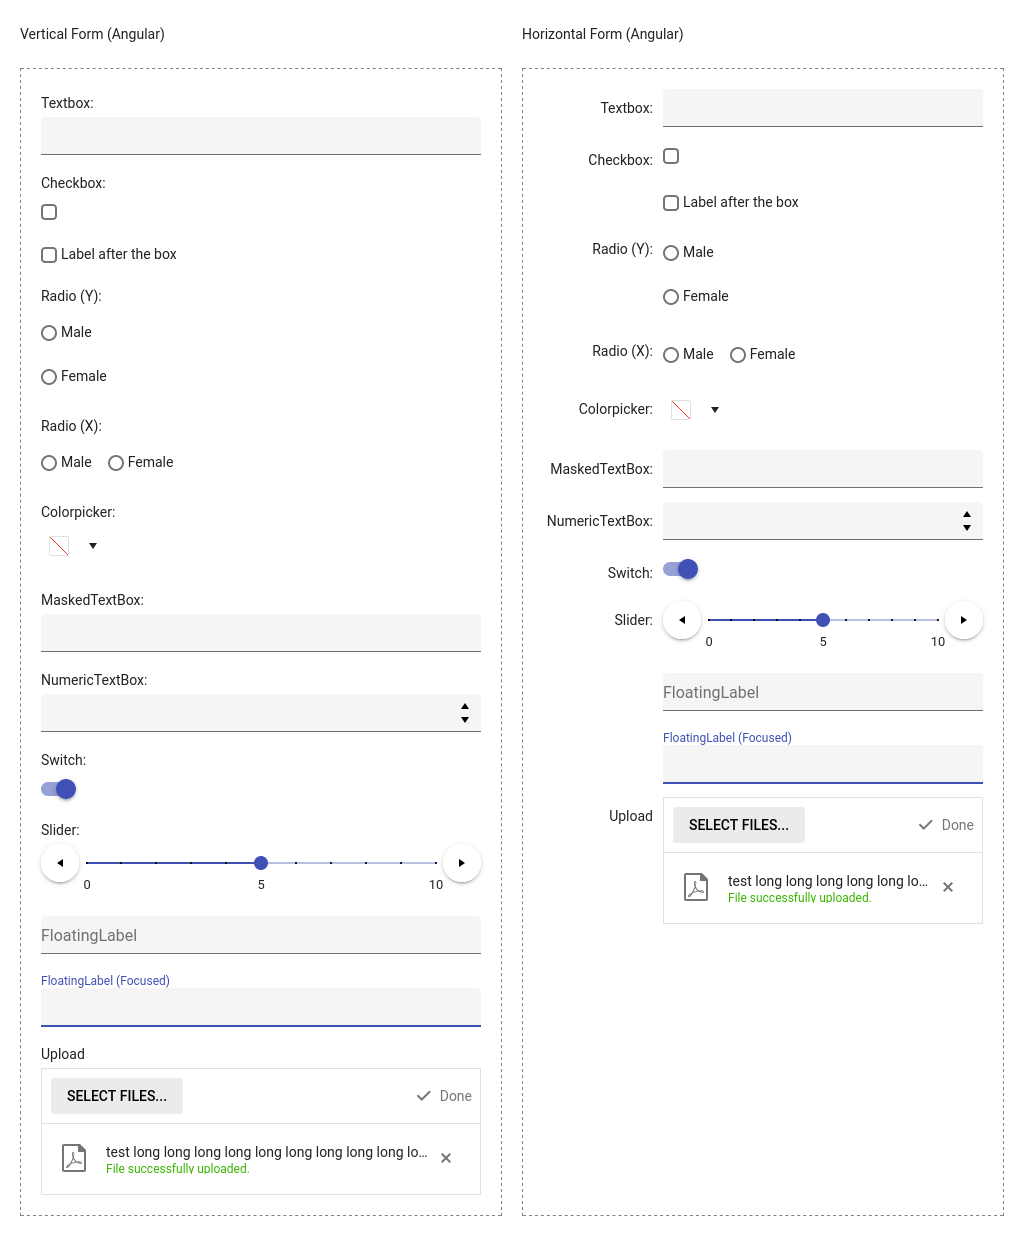 Vertical Form (Angular)
Textbox:
Checkbox:
Label after the box
Radio (Y):
Male
Female
Radio (X):
Male Female
Colorpicker:
MaskedTextBox:
NumericTextBox:
Switch:
Slider:
0 5 10
FloatingLabel
FloatingLabel (Focused)
Upload
SELECT FILES... Done
test long long long long long long long long long lo...
File successfully uploaded.
Horizontal Form (Angular)
Textbox:
Checkbox:
Label after the box
Radio (Y): Male
Female
Radio (X): Male Female
Colorpicker:
MaskedTextBox:
NumericTextBox:
Switch:
Slider:
0 5 10
FloatingLabel
FloatingLabel (Focused)
Upload SELECT FILES... Done
test long long long long long lo...
File successfully uploaded.